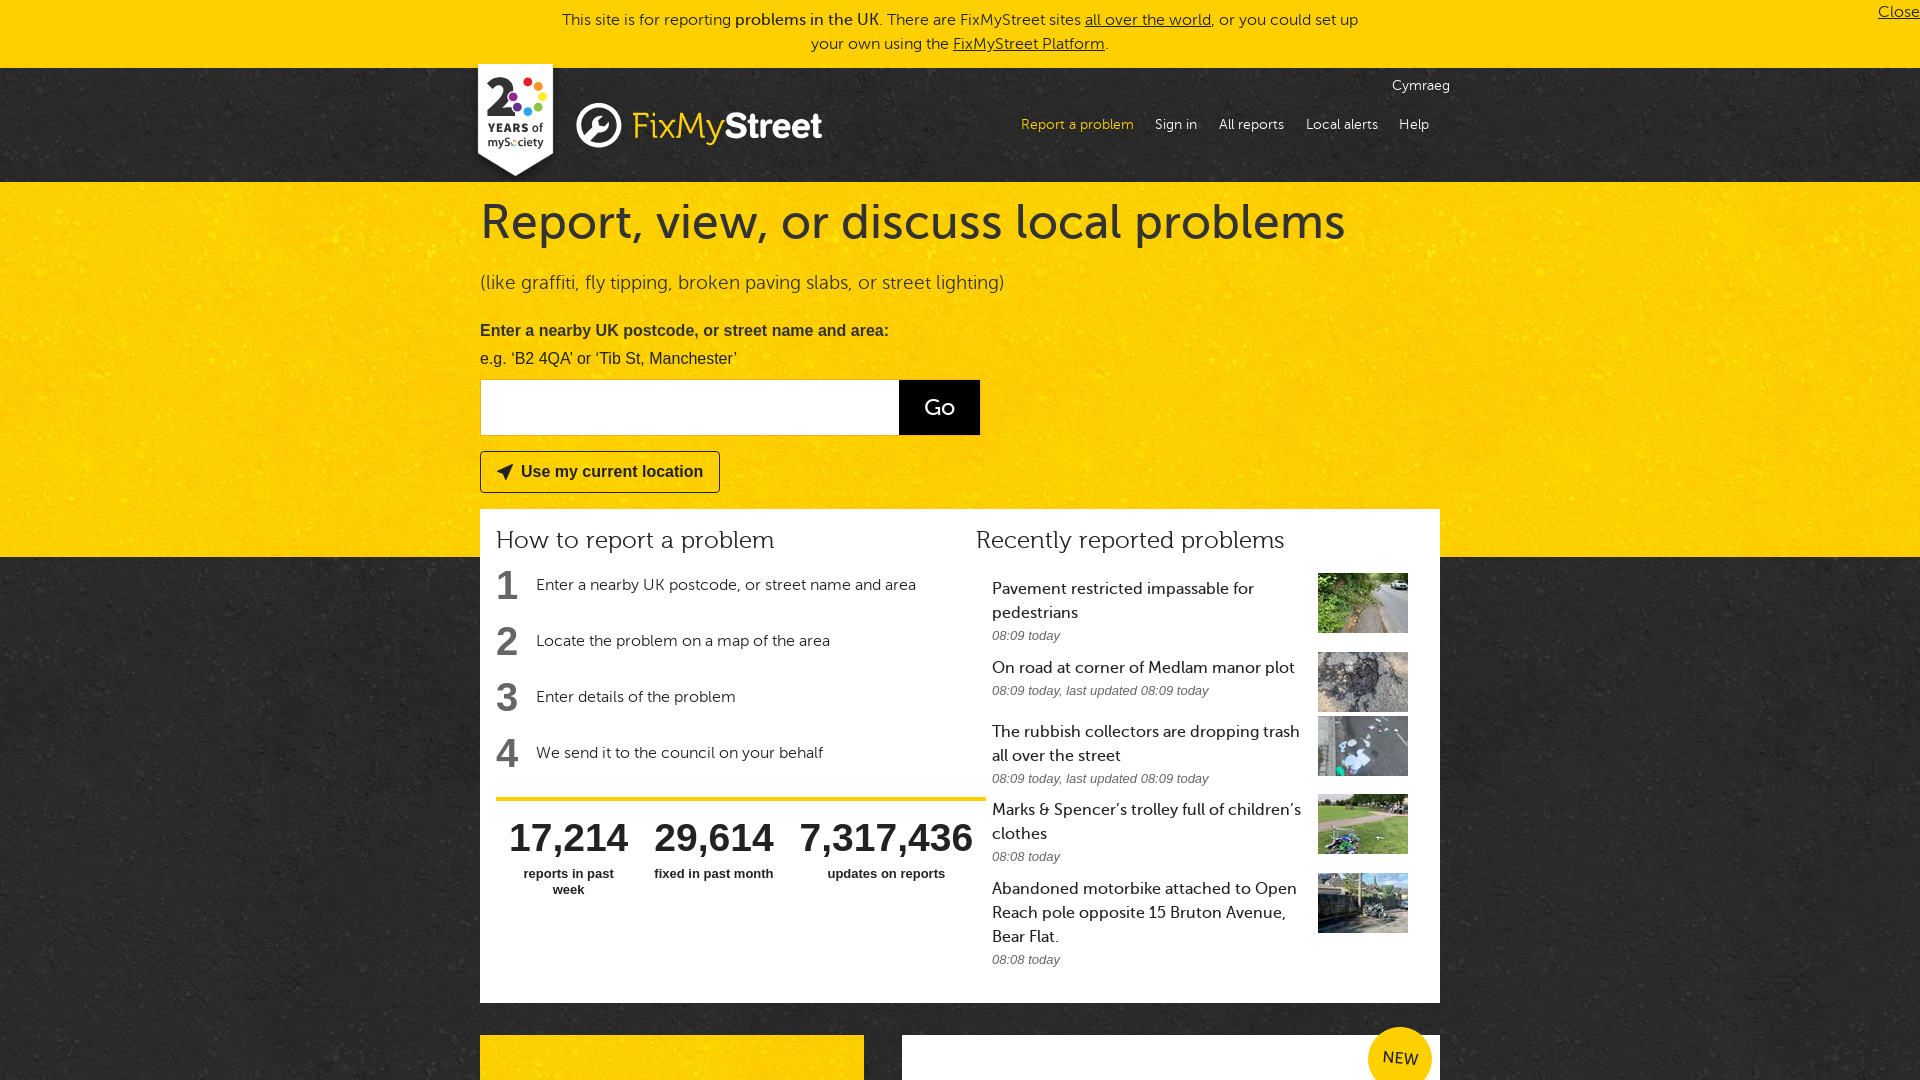 This site is for reporting problems in the UK. There are FixMyStreet sites all over the world, or you could set up
your own using the FixMyStreet Platform.
Close
20
YEARS of
mySociety
FixMyStreet
Cymraeg
Report a problem
Sign in
All reports
Local alerts
Help
Report, view, or discuss local problems
(like graffiti, fly tipping, broken paving slabs, or street lighting)
Enter a nearby UK postcode, or street name and area:
e.g. ‘B2 4QA’ or ‘Tib St, Manchester’
Go
Use my current location
How to report a problem
1 Enter a nearby UK postcode, or street name and area
2 Locate the problem on a map of the area
3 Enter details of the problem
4 We send it to the council on your behalf
17,214
reports in past
week
29,614
fixed in past month
7,317,436
updates on reports
Recently reported problems
Pavement restricted impassable for
pedestrians
08:09 today
On road at corner of Medlam manor plot
08:09 today, last updated 08:09 today
The rubbish collectors are dropping trash
all over the street
08:09 today, last updated 08:09 today
Marks & Spencer’s trolley full of children’s
clothes
08:08 today
Abandoned motorbike attached to Open
Reach pole opposite 15 Bruton Avenue,
Bear Flat.
08:08 today
NEW